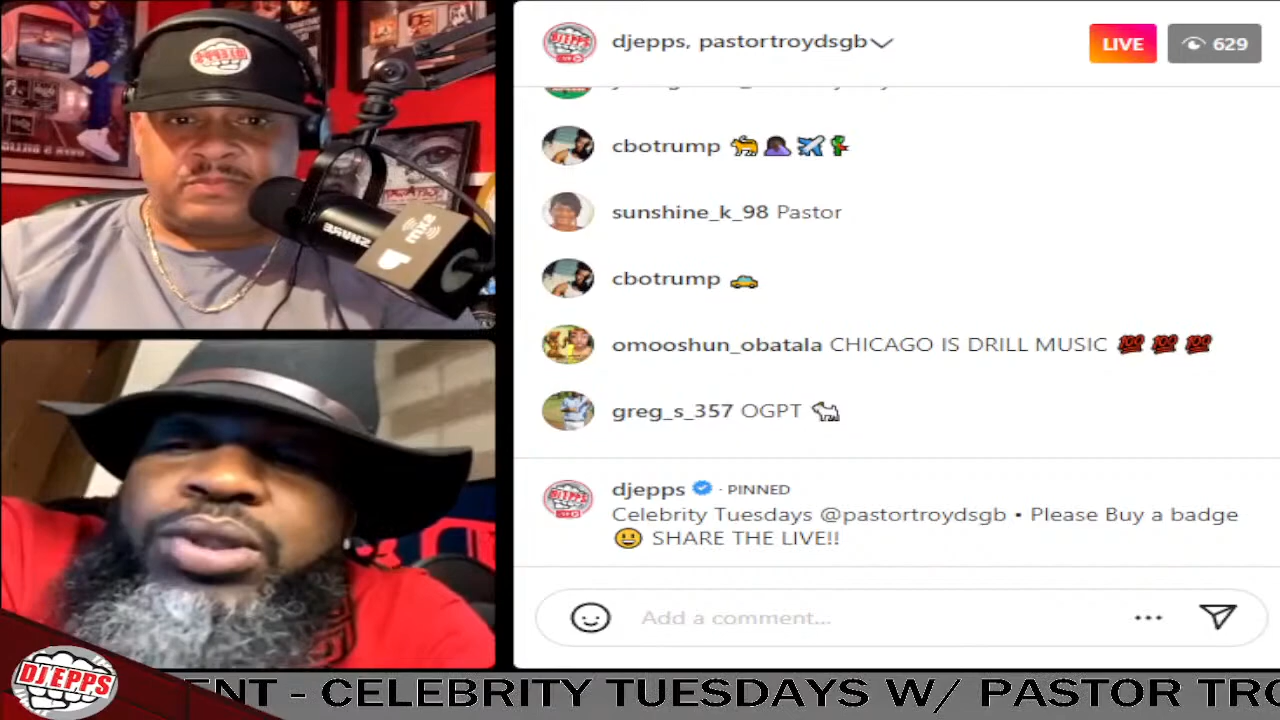 djepps, pastortroydsgb
LIVE
629
cbotrump
sunshine_k_98 Pastor
cbotrump
omooshun_obatala CHICAGO IS DRILL MUSIC 💯 💯 💯
greg_s_357 OGPT
djepps · PINNED
Celebrity Tuesdays @pastortroydsgb • Please Buy a badge
😀 SHARE THE LIVE!!
Add a comment...
DJ EPPS
ENT - CELEBRITY TUESDAYS W/ PASTOR TRO